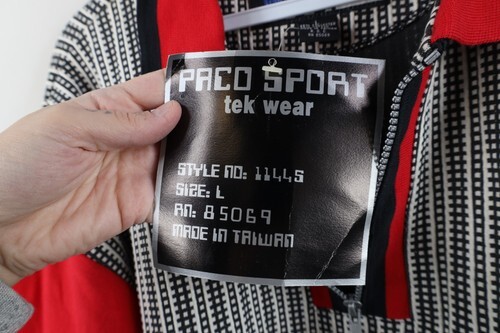 PACO SPORT
tek wear
STYLE NO: 11445
SIZE: L
RN: 85069
MADE IN TAIWAN